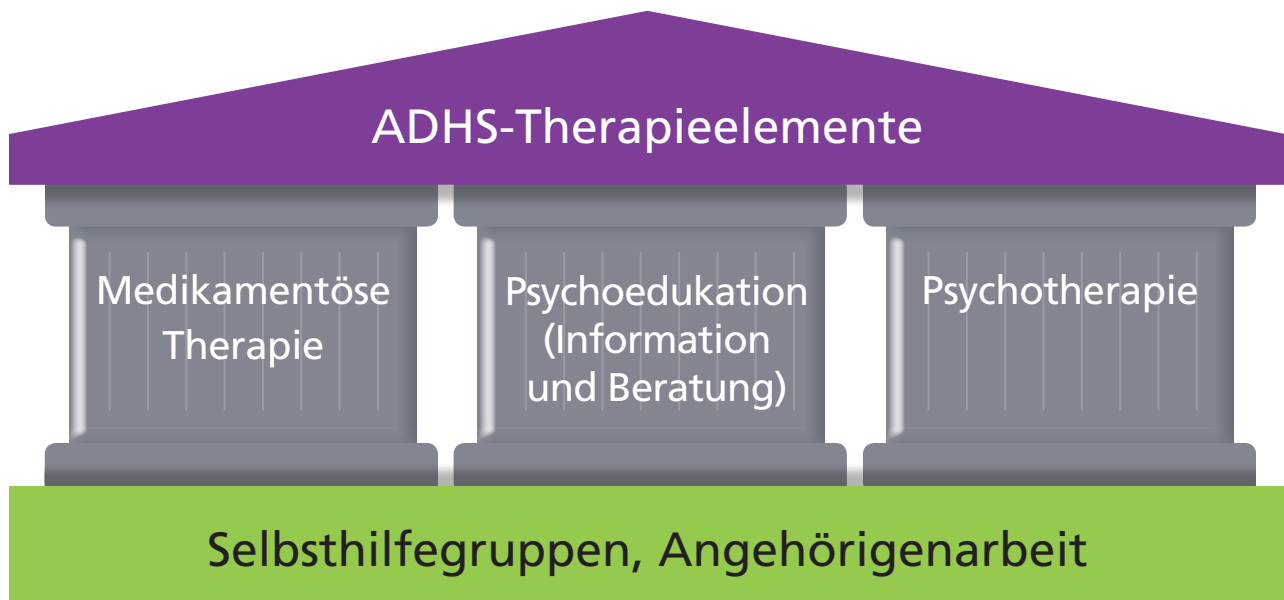 ADHS-Therapieelemente
Medikamentöse
Therapie
Psychoedukation
(Information
und Beratung)
Psychotherapie
Selbsthilfegruppen, Angehörigenarbeit